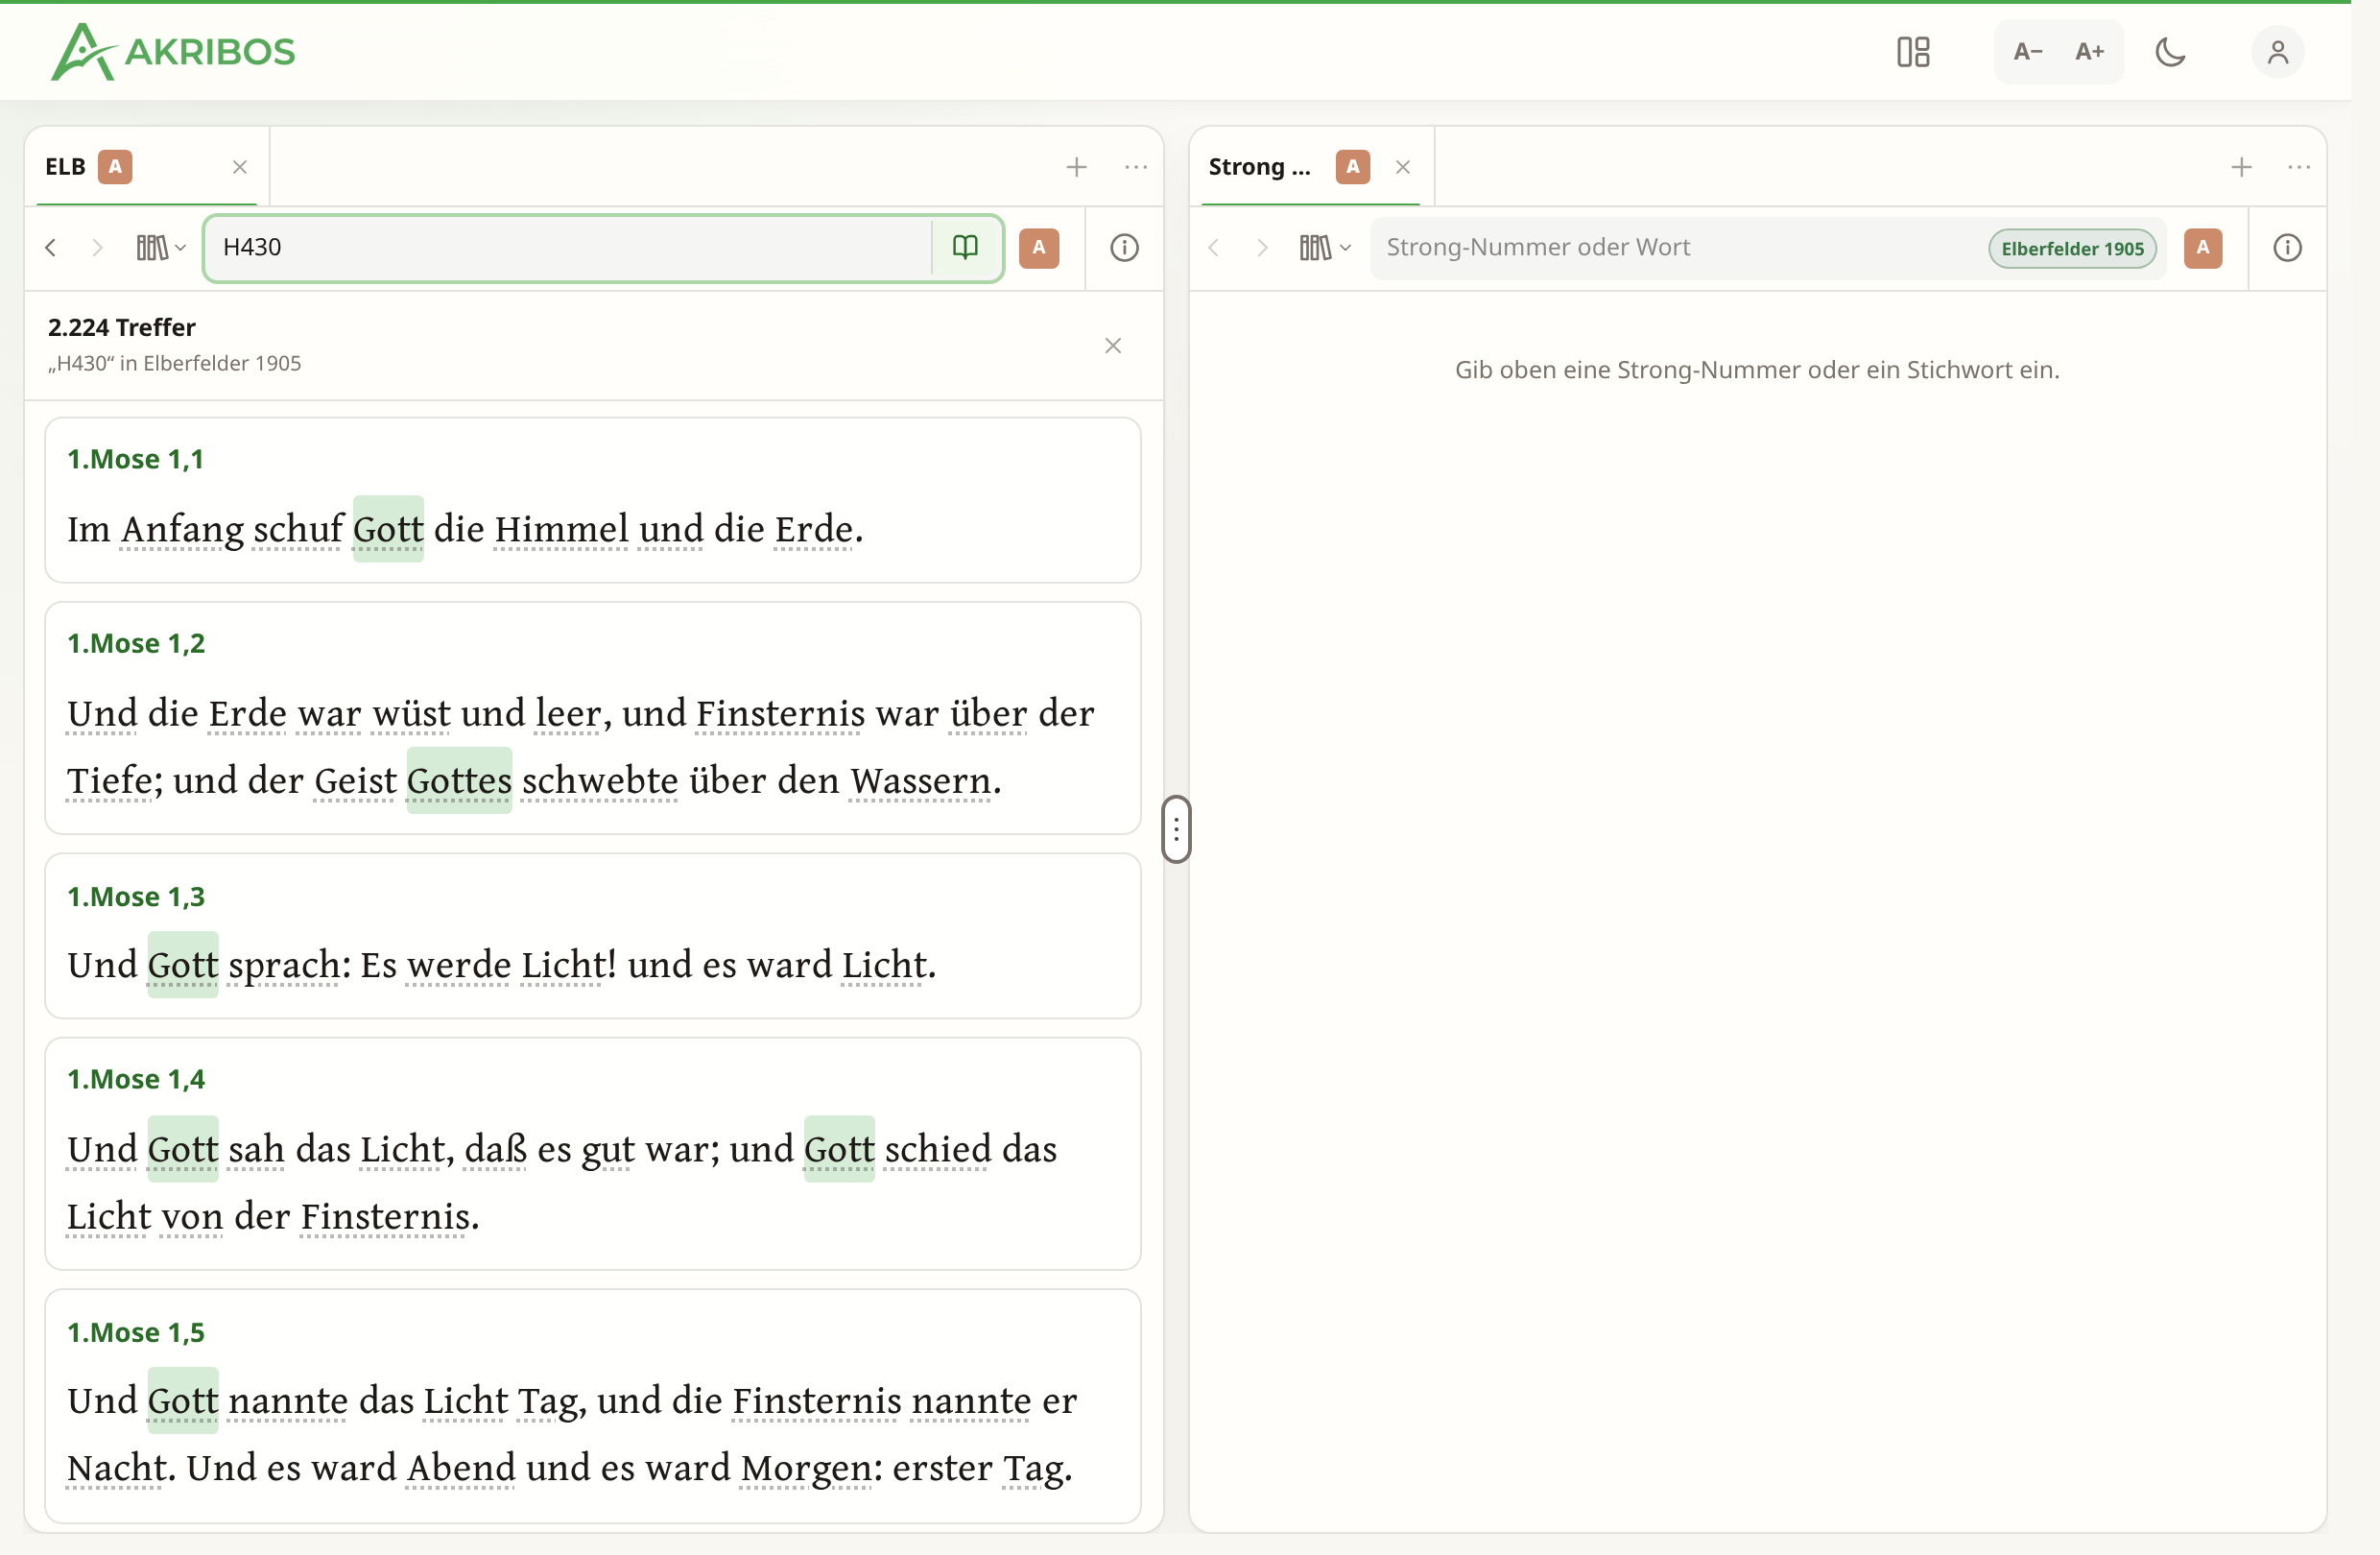 AKRIBOS
A− A+
ELB A
H430 A
2.224 Treffer
„H430“ in Elberfelder 1905
1.Mose 1,1
Im Anfang schuf Gott die Himmel und die Erde.
1.Mose 1,2
Und die Erde war wüst und leer, und Finsternis war über der
Tiefe; und der Geist Gottes schwebte über den Wassern.
1.Mose 1,3
Und Gott sprach: Es werde Licht! und es ward Licht.
1.Mose 1,4
Und Gott sah das Licht, daß es gut war; und Gott schied das
Licht von der Finsternis.
1.Mose 1,5
Und Gott nannte das Licht Tag, und die Finsternis nannte er
Nacht. Und es ward Abend und es ward Morgen: erster Tag.
Strong ... A
Strong-Nummer oder Wort Elberfelder 1905 A
Gib oben eine Strong-Nummer oder ein Stichwort ein.